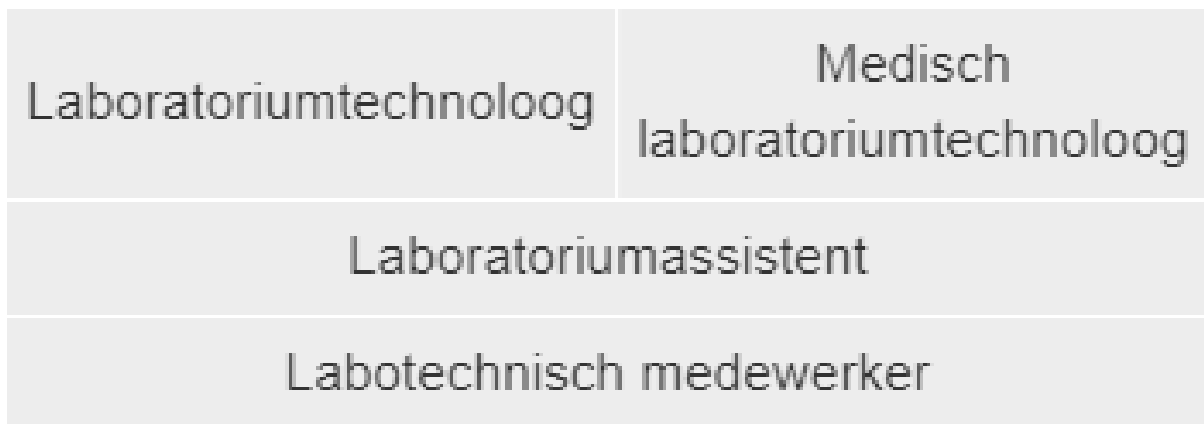 Laboratoriumtechnoloog
Medisch
laboratoriumtechnoloog
Laboratoriumassistent
Labotechnisch medewerker